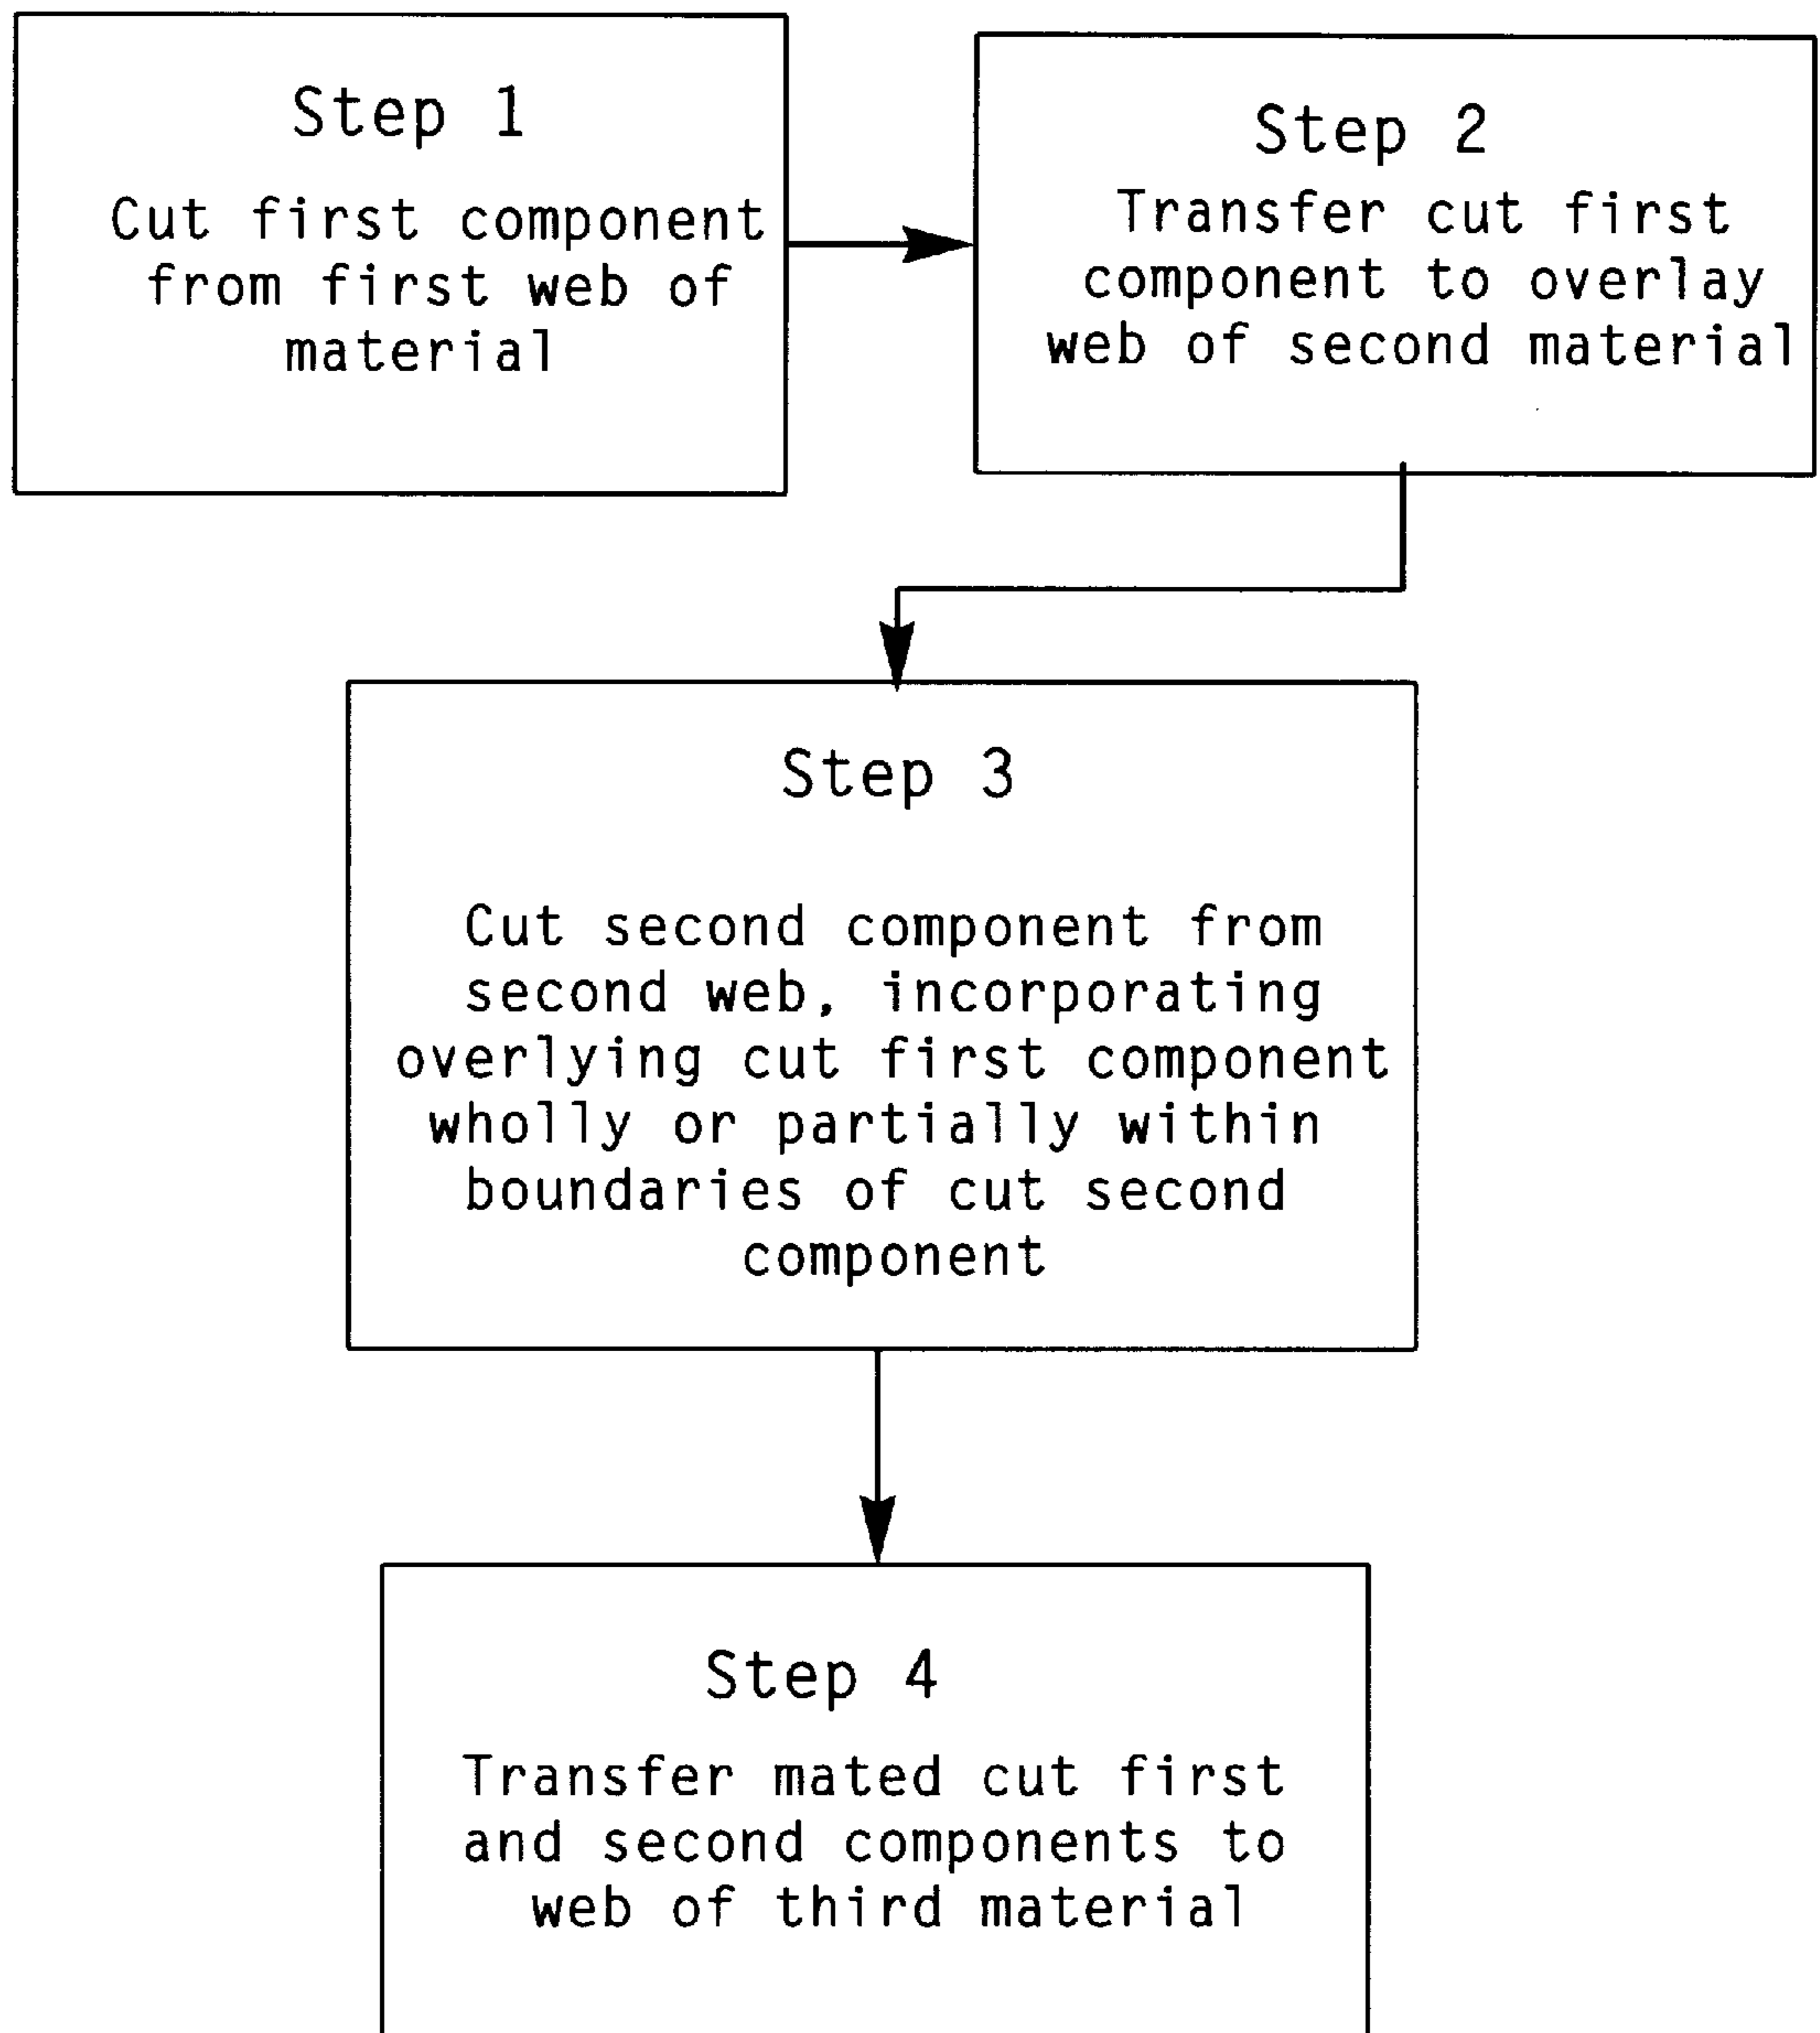 Step 1
Cut first component
from first web of
material
Step 2
Transfer cut first
component to overlay
web of second material
Step 3
Cut second component from
second web, incorporating
overlying cut first component
wholly or partially within
boundaries of cut second
component
Step 4
Transfer mated cut first
and second components to
web of third material